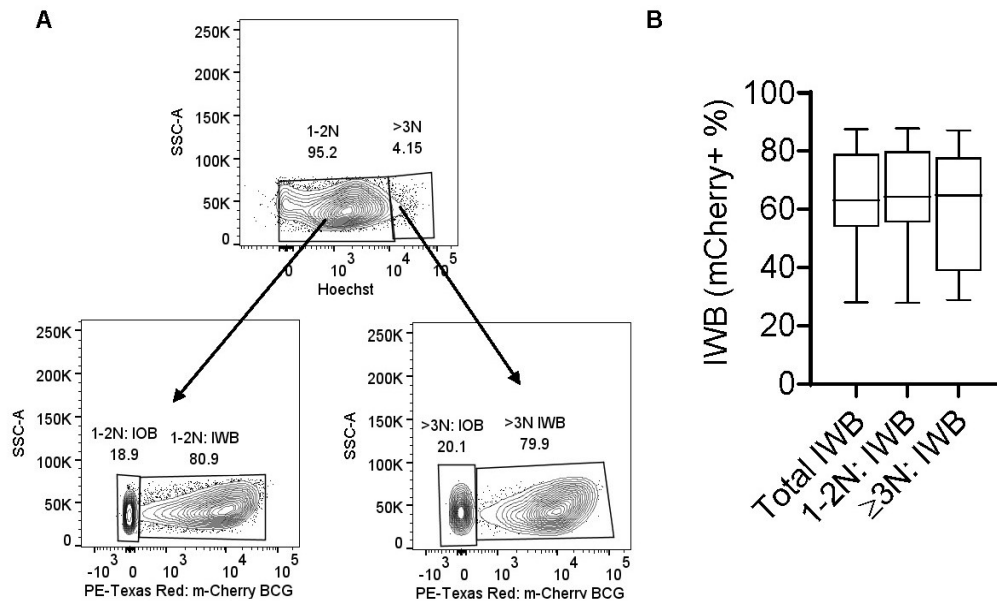 A
250K
200K
150K
100K
50K
0
SSC-A
1-2N
95.2
>3N
4.15
0
10 3
10 4
10 5
Hoechst
250K
200K
150K
100K
50K
0
SSC-A
1-2N: IOB
18.9
1-2N: IWB
80.9
-10 3
0
10 4
10 5
PE-Texas Red: m-Cherry BCG
250K
200K
150K
100K
50K
0
SSC-A
>3N: IOB
20.1
>3N IWB
79.9
-10 3
0
10 3
10 4
10 5
PE-Texas Red: m-Cherry BCG
B
100
80
60
40
20
0
IWB (mCherry+ %)
Total IWB
1-2N: IWB
≥3N: IWB